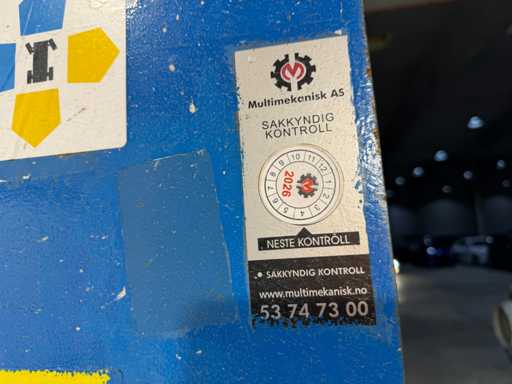 Multimekanisk AS
SAKKYNDIG
KONTROLL
10 11 12 1 2 3 4 5 6 7 8 9
2026
NESTE KONTROLL
• SAKKYNDIG KONTROLL
www.multimekanisk.no
53 74 73 00